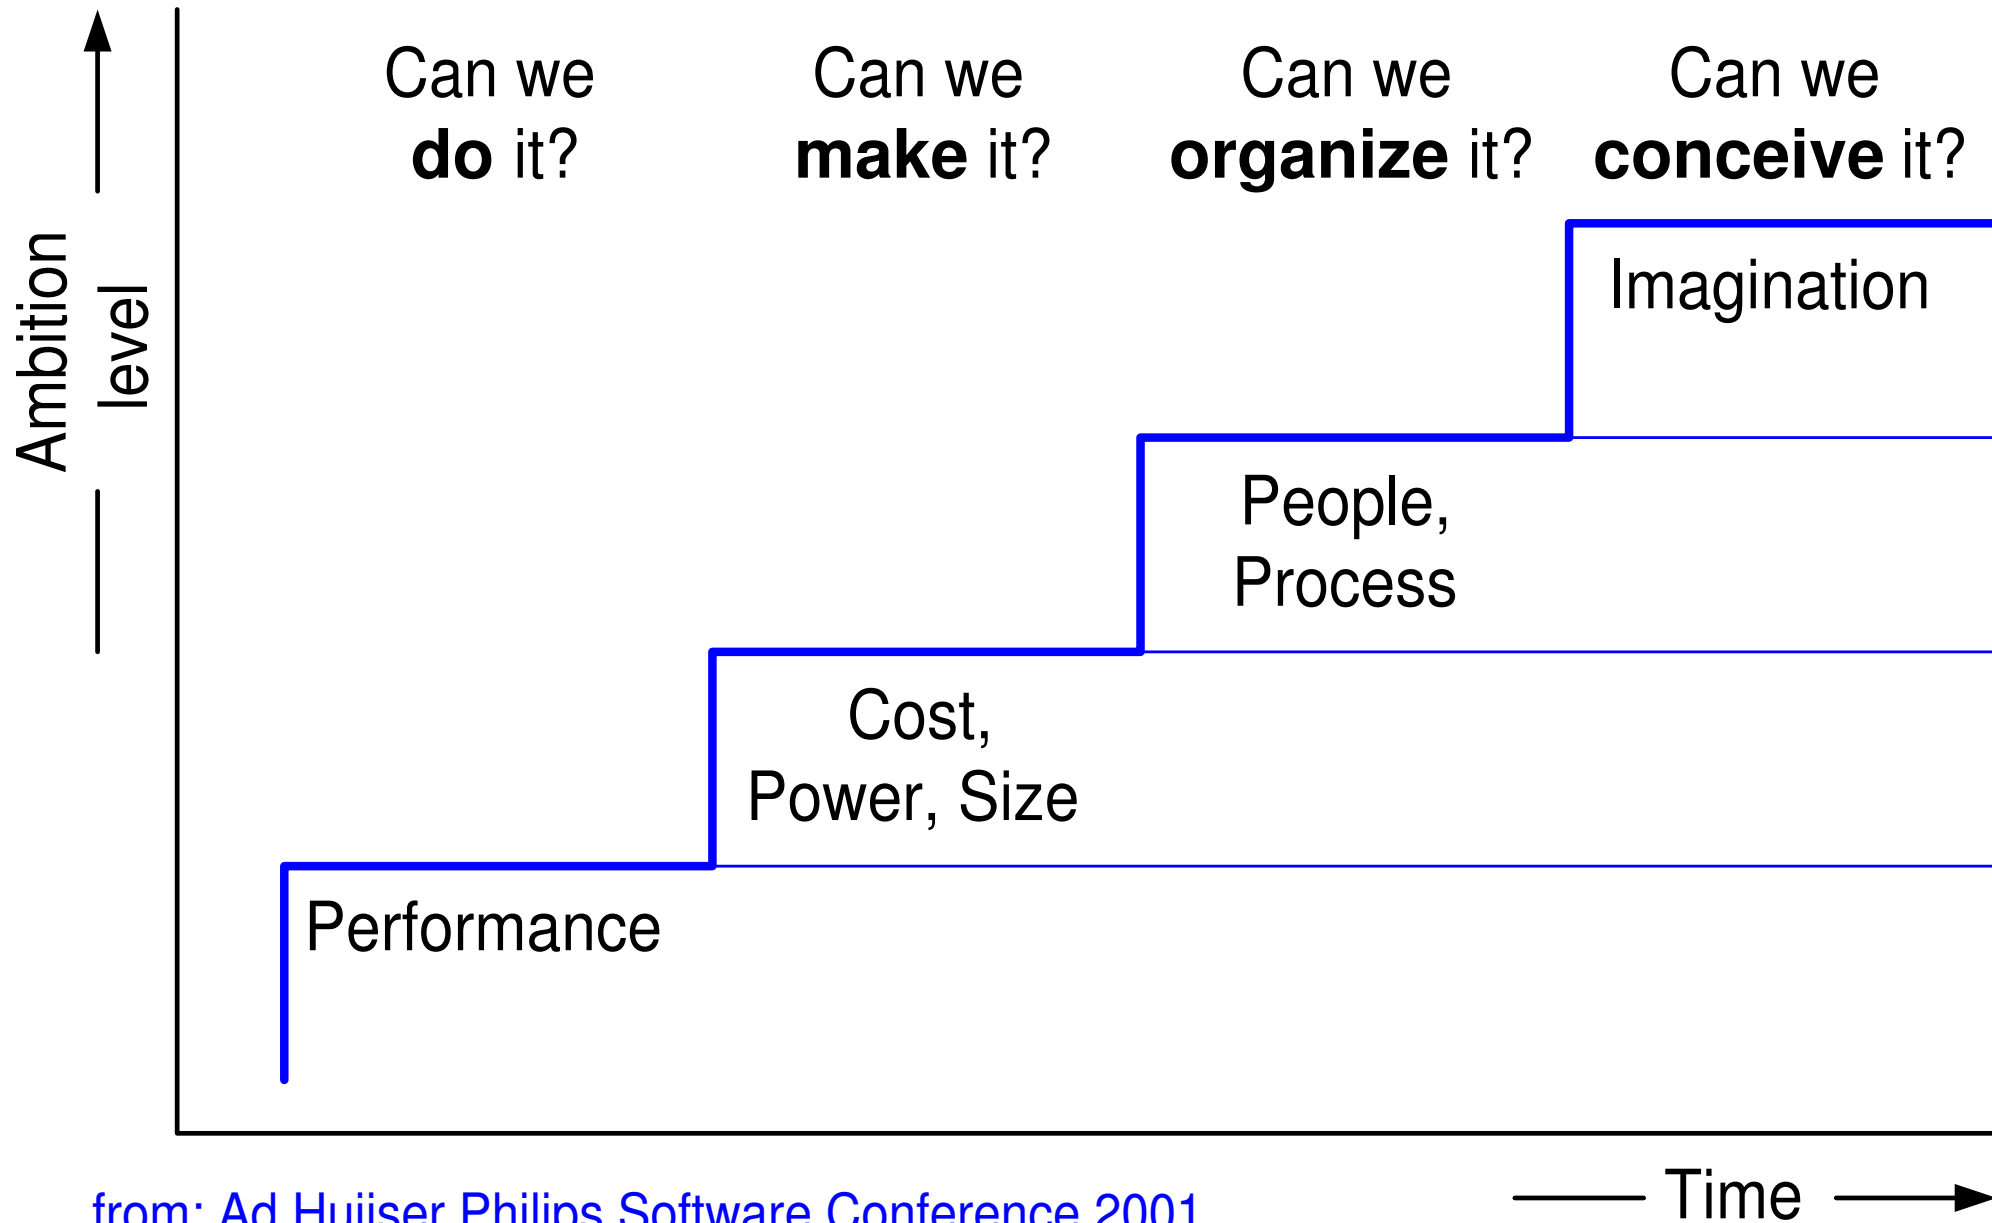 Can we
do it?
Can we
make it?
Can we
organize it?
Can we
conceive it?
Ambition
level
Imagination
People,
Process
Cost,
Power, Size
Performance
Time
from: Ad Huijser Philips Software Conference 2001